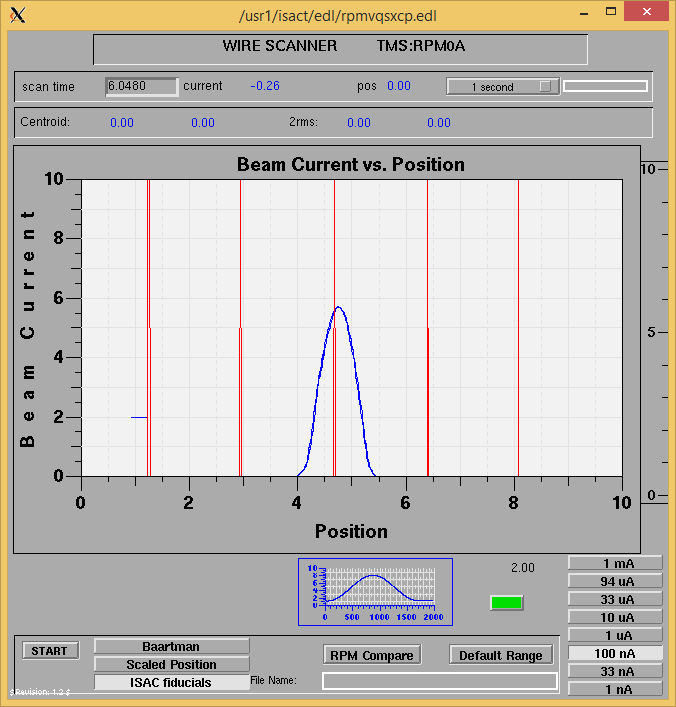 /usr1/isact/edl/rpmvqsxcp.edl
WIRE SCANNER TMS:RPM0A
scan time 6.0480 current -0.26 pos 0.00 1 second
Centroid: 0.00 0.00 2rms: 0.00 0.00
Beam Current vs. Position
10
8
6
4
2
0
Beam Current
0 2 4 6 8 10
Position
10
5
0
10
8
6
4
2
0
0 500 1000 1500 2000
2.00
1 mA
94 uA
33 uA
10 uA
1 uA
100 nA
33 nA
1 nA
START
Baartman
Scaled Position
ISAC fiducials
RPM Compare
Default Range
File Name:
$Revision: 1.2 $